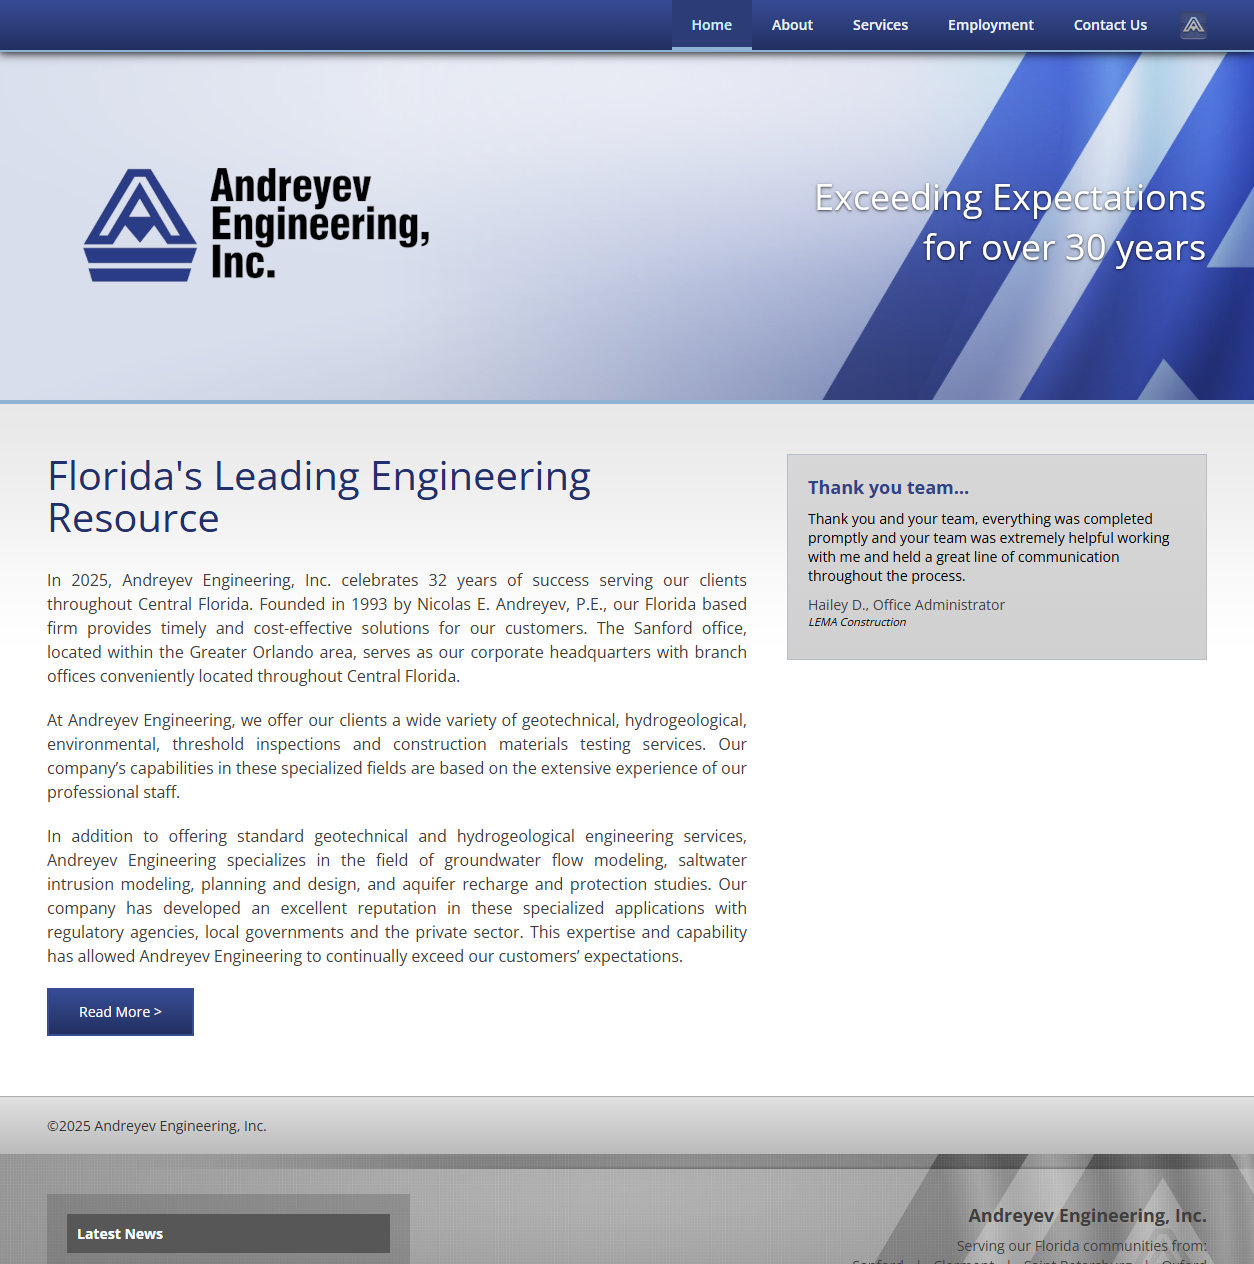 Home About Services Employment Contact Us
Andreyev
Engineering,
Inc.
Exceeding Expectations
for over 30 years
Florida's Leading Engineering
Resource
In 2025, Andreyev Engineering, Inc. celebrates 32 years of success serving our clients
throughout Central Florida. Founded in 1993 by Nicolas E. Andreyev, P.E., our Florida based
firm provides timely and cost-effective solutions for our customers. The Sanford office,
located within the Greater Orlando area, serves as our corporate headquarters with branch
offices conveniently located throughout Central Florida.
At Andreyev Engineering, we offer our clients a wide variety of geotechnical, hydrogeological,
environmental, threshold inspections and construction materials testing services. Our
company’s capabilities in these specialized fields are based on the extensive experience of our
professional staff.
In addition to offering standard geotechnical and hydrogeological engineering services,
Andreyev Engineering specializes in the field of groundwater flow modeling, saltwater
intrusion modeling, planning and design, and aquifer recharge and protection studies. Our
company has developed an excellent reputation in these specialized applications with
regulatory agencies, local governments and the private sector. This expertise and capability
has allowed Andreyev Engineering to continually exceed our customers’ expectations.
Read More >
Thank you team...
Thank you and your team, everything was completed
promptly and your team was extremely helpful working
with me and held a great line of communication
throughout the process.
Hailey D., Office Administrator
LEMA Construction
©2025 Andreyev Engineering, Inc.
Latest News
Andreyev Engineering, Inc.
Serving our Florida communities from:
Sanford | Clermont | Saint Petersburg | Oxford